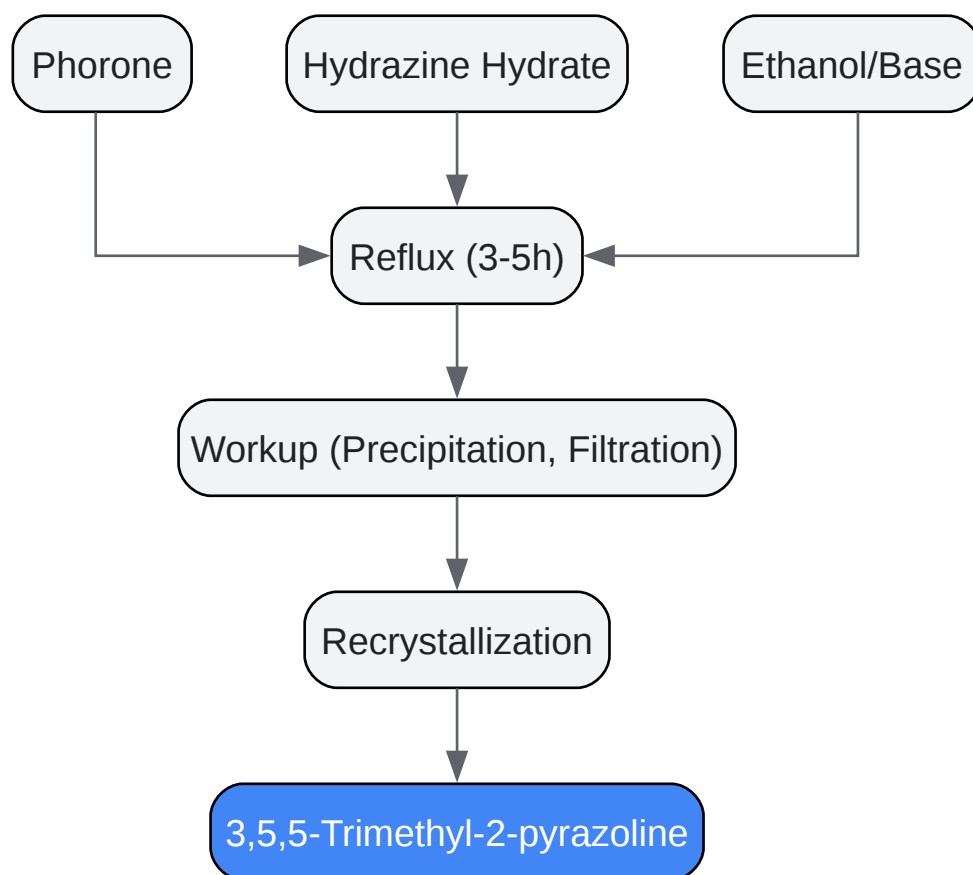 Phorone
Hydrazine Hydrate
Ethanol/Base
Reflux (3-5h)
Workup (Precipitation, Filtration)
Recrystallization
3,5,5-Trimethyl-2-pyrazoline